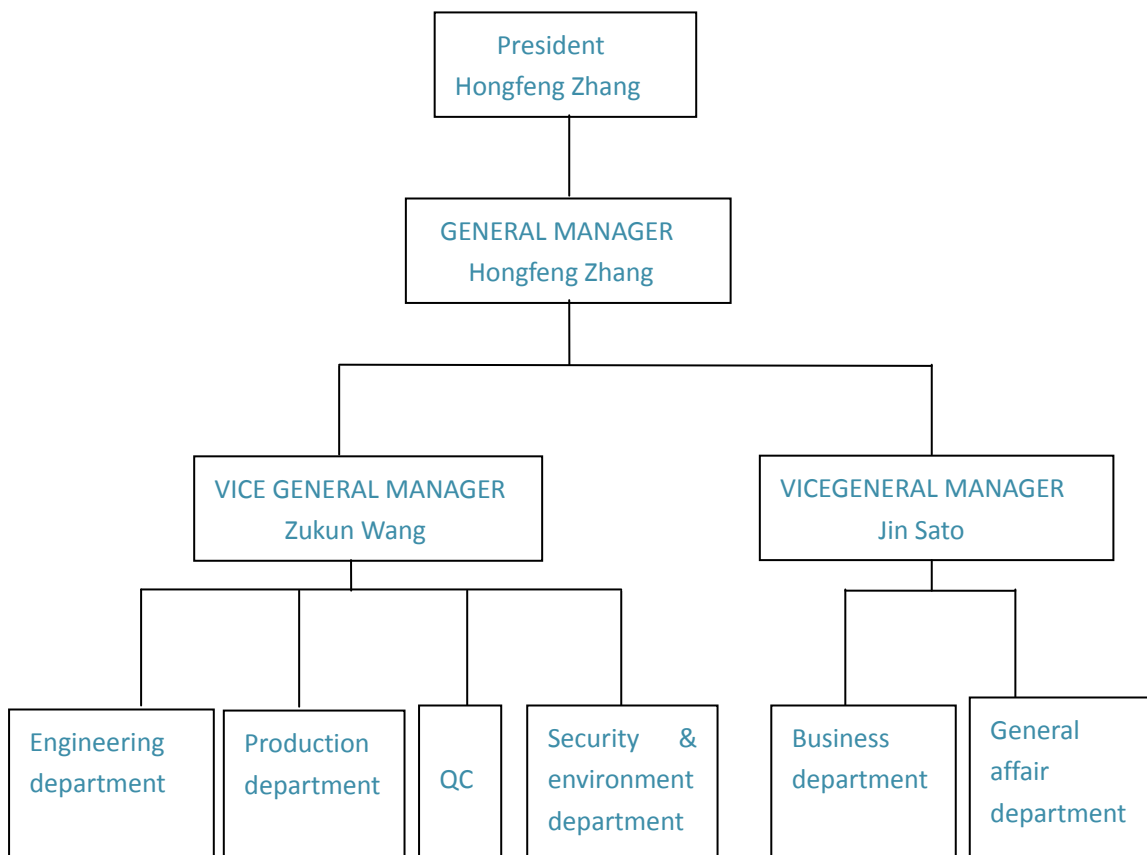 President
Hongfeng Zhang
GENERAL MANAGER
Hongfeng Zhang
VICE GENERAL MANAGER
Zukun Wang
VICEGENERAL MANAGER
Jin Sato
Engineering
department
Production
department
QC
Security &
environment
department
Business
department
General
affair
department